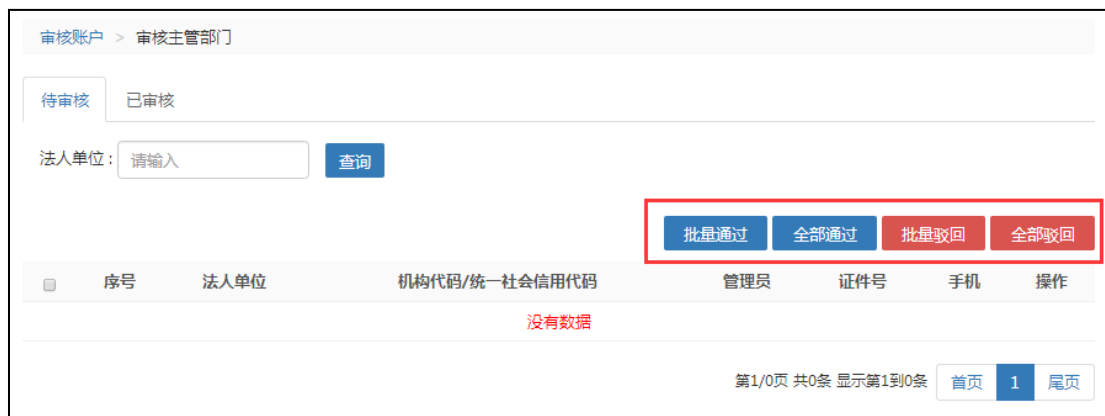 审核账户 > 审核主管部门
待审核 已审核
法人单位： 请输入 查询
批量通过 全部通过 批量驳回 全部驳回
序号 法人单位 机构代码/统一社会信用代码 管理员 证件号 手机 操作
没有数据
第1/0页 共0条 显示第1到0条 首页 1 尾页